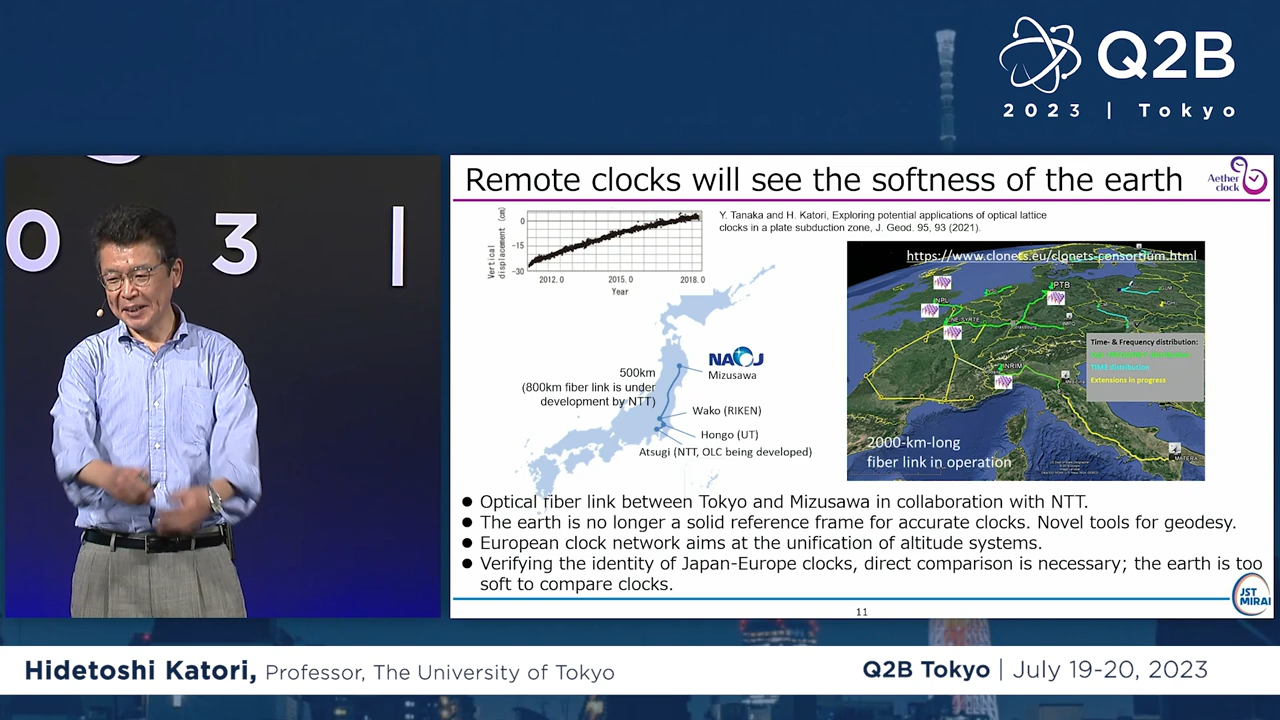 Q2B
2023 | Tokyo
0 3 |
Remote clocks will see the softness of the earth
Aether
clock
Vertical
displacement (cm)
0
-15
-30
2012.0 2015.0 2018.0
Year
Y. Tanaka and H. Katori, Exploring potential applications of optical lattice
clocks in a plate subduction zone, J. Geod. 95, 93 (2021).
https://www.clonets.eu/clonets-consortium.html
PTB
NPL
Strasbourg
INRIM
MATERA
Time- & Frequency distribution:
TIME distribution
Extensions in progress
2000-km-long
fiber link in operation
NAOJ
Mizusawa
500km
(800km fiber link is under
development by NTT)
Wako (RIKEN)
Hongo (UT)
Atsugi (NTT, OLC being developed)
● Optical fiber link between Tokyo and Mizusawa in collaboration with NTT.
● The earth is no longer a solid reference frame for accurate clocks. Novel tools for geodesy.
● European clock network aims at the unification of altitude systems.
● Verifying the identity of Japan-Europe clocks, direct comparison is necessary; the earth is too
soft to compare clocks.
JST
MIRAI
11
Hidetoshi Katori, Professor, The University of Tokyo
Q2B Tokyo | July 19-20, 2023